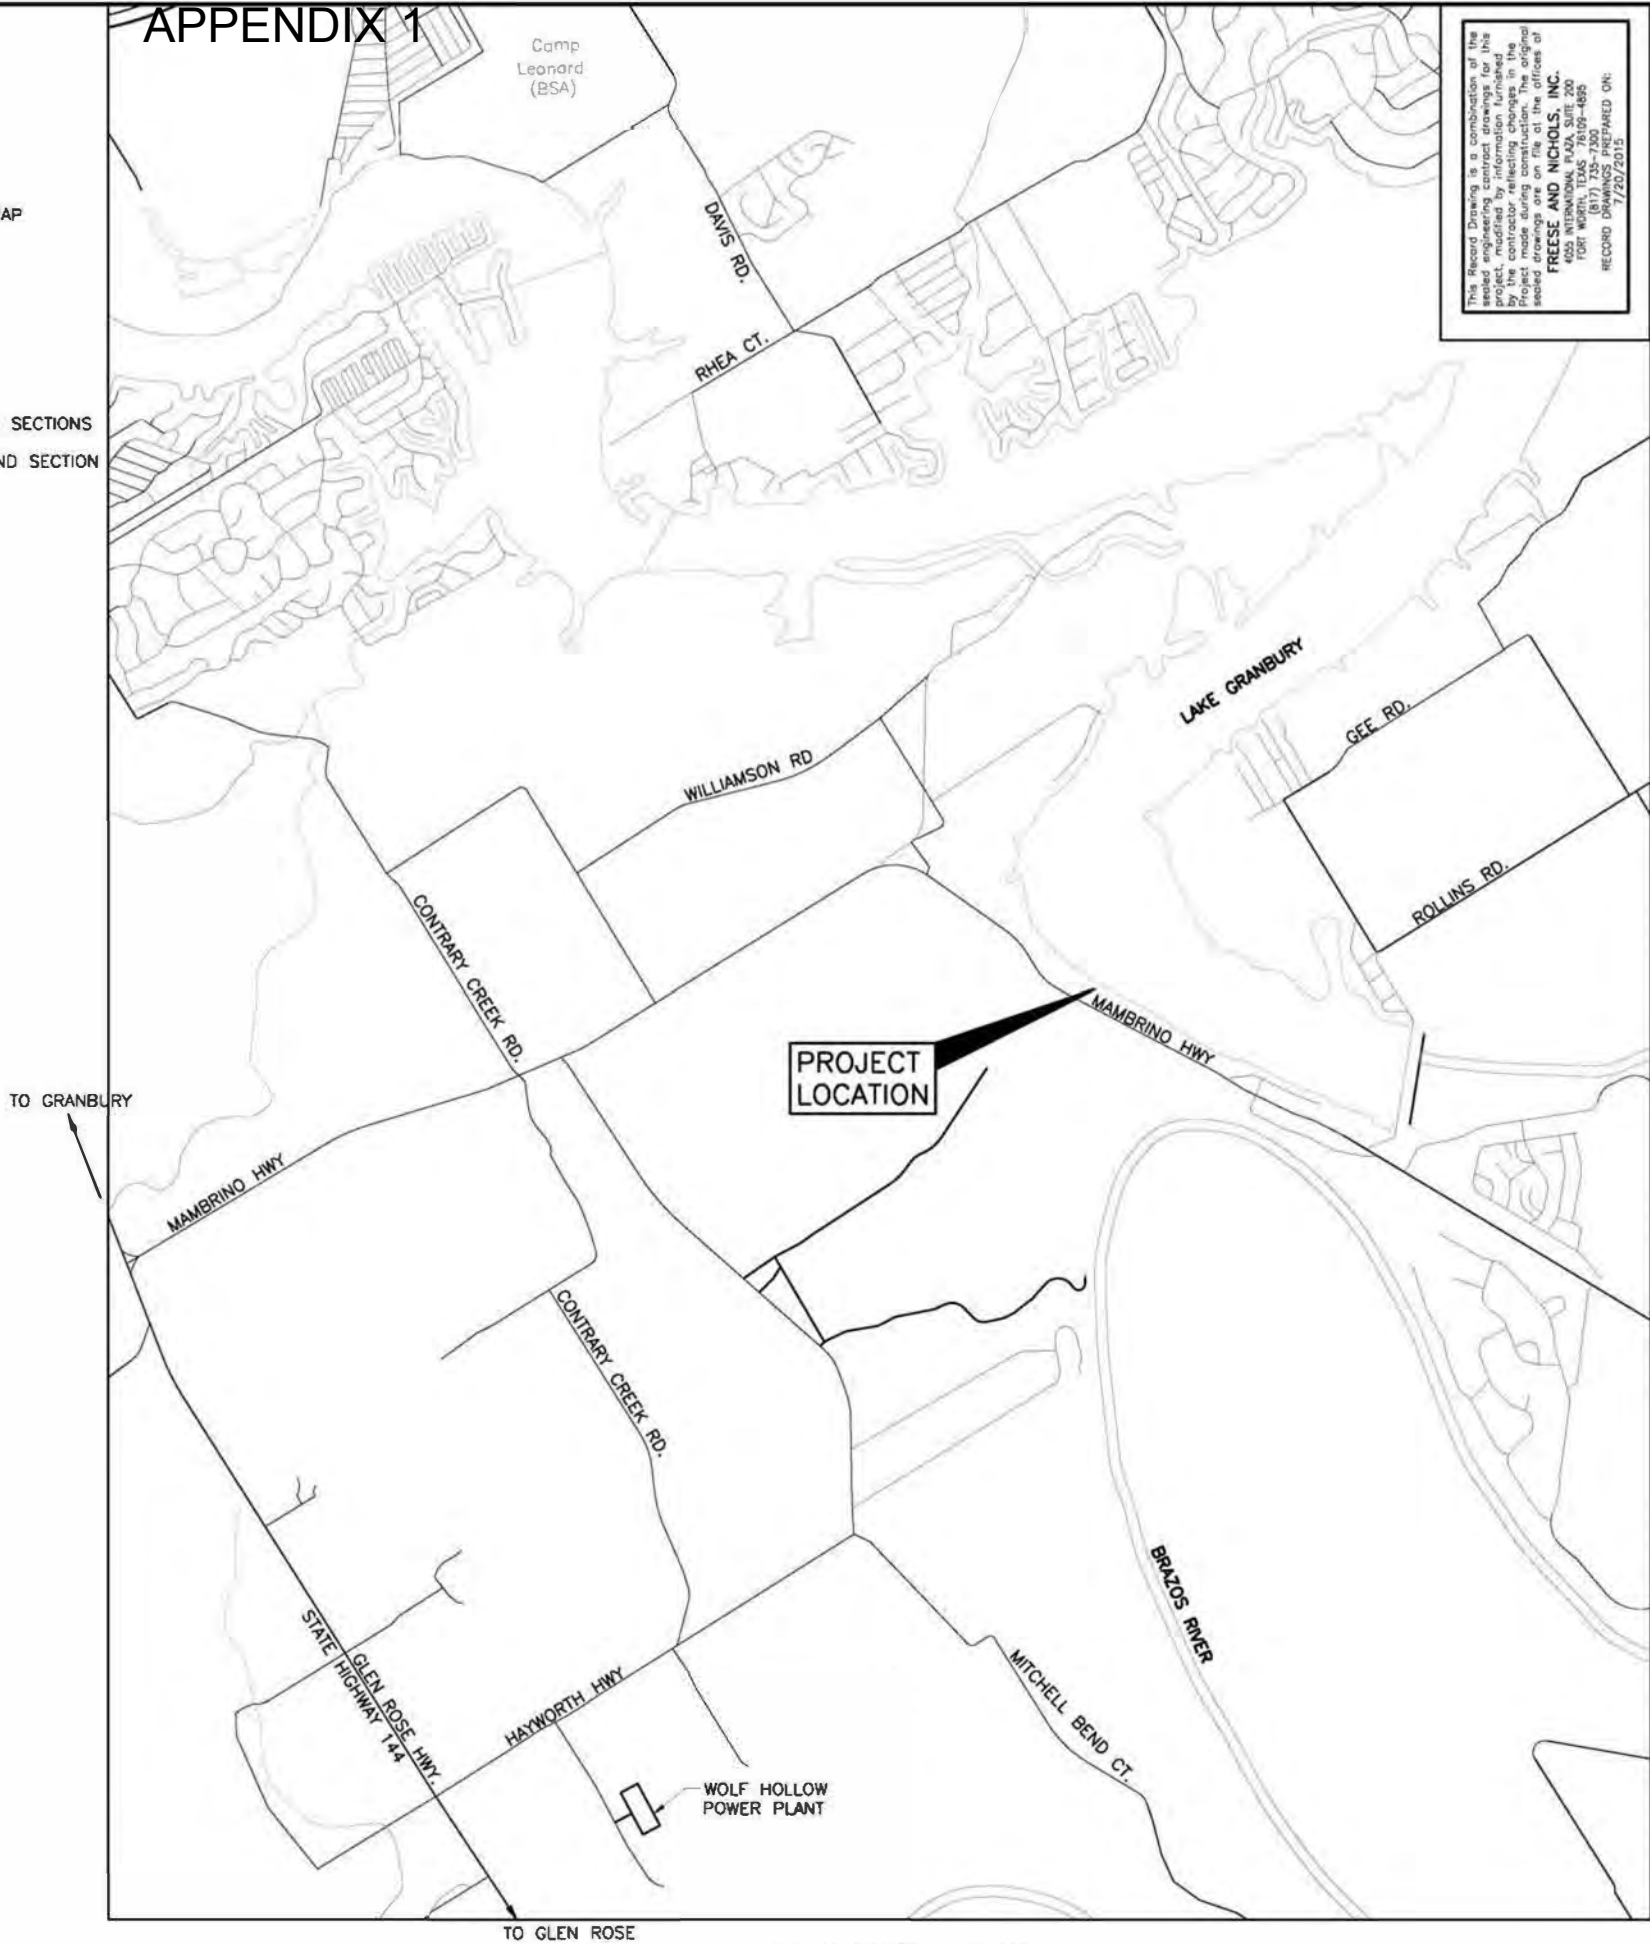 APPENDIX 1
Camp
Leonard
(BSA)
This Record Drawing is a combination of the
sealed engineering contract drawings for this
project, modified by information furnished
by the contractor reflecting changes in the
Project made during construction. The original
sealed drawings are on file at the offices of
FREESE AND NICHOLS, INC.
4055 INTERNATIONAL PLAZA, SUITE 200
FORT WORTH, TEXAS 76109-4895
(817) 735-7300
RECORD DRAWINGS PREPARED ON:
7/20/2015
AP
DAVIS RD.
RHEA CT.
SECTIONS
ND SECTION
LAKE GRANBURY
GEE RD.
WILLIAMSON RD
ROLLINS RD.
CONTRARY CREEK RD.
MAMBRINO HWY
PROJECT
LOCATION
TO GRANBURY
MAMBRINO HWY
CONTRARY CREEK RD.
BRAZOS RIVER
STATE HIGHWAY 144
GLEN ROSE HWY.
HAYWORTH HWY
MITCHELL BEND CT.
WOLF HOLLOW
POWER PLANT
TO GLEN ROSE